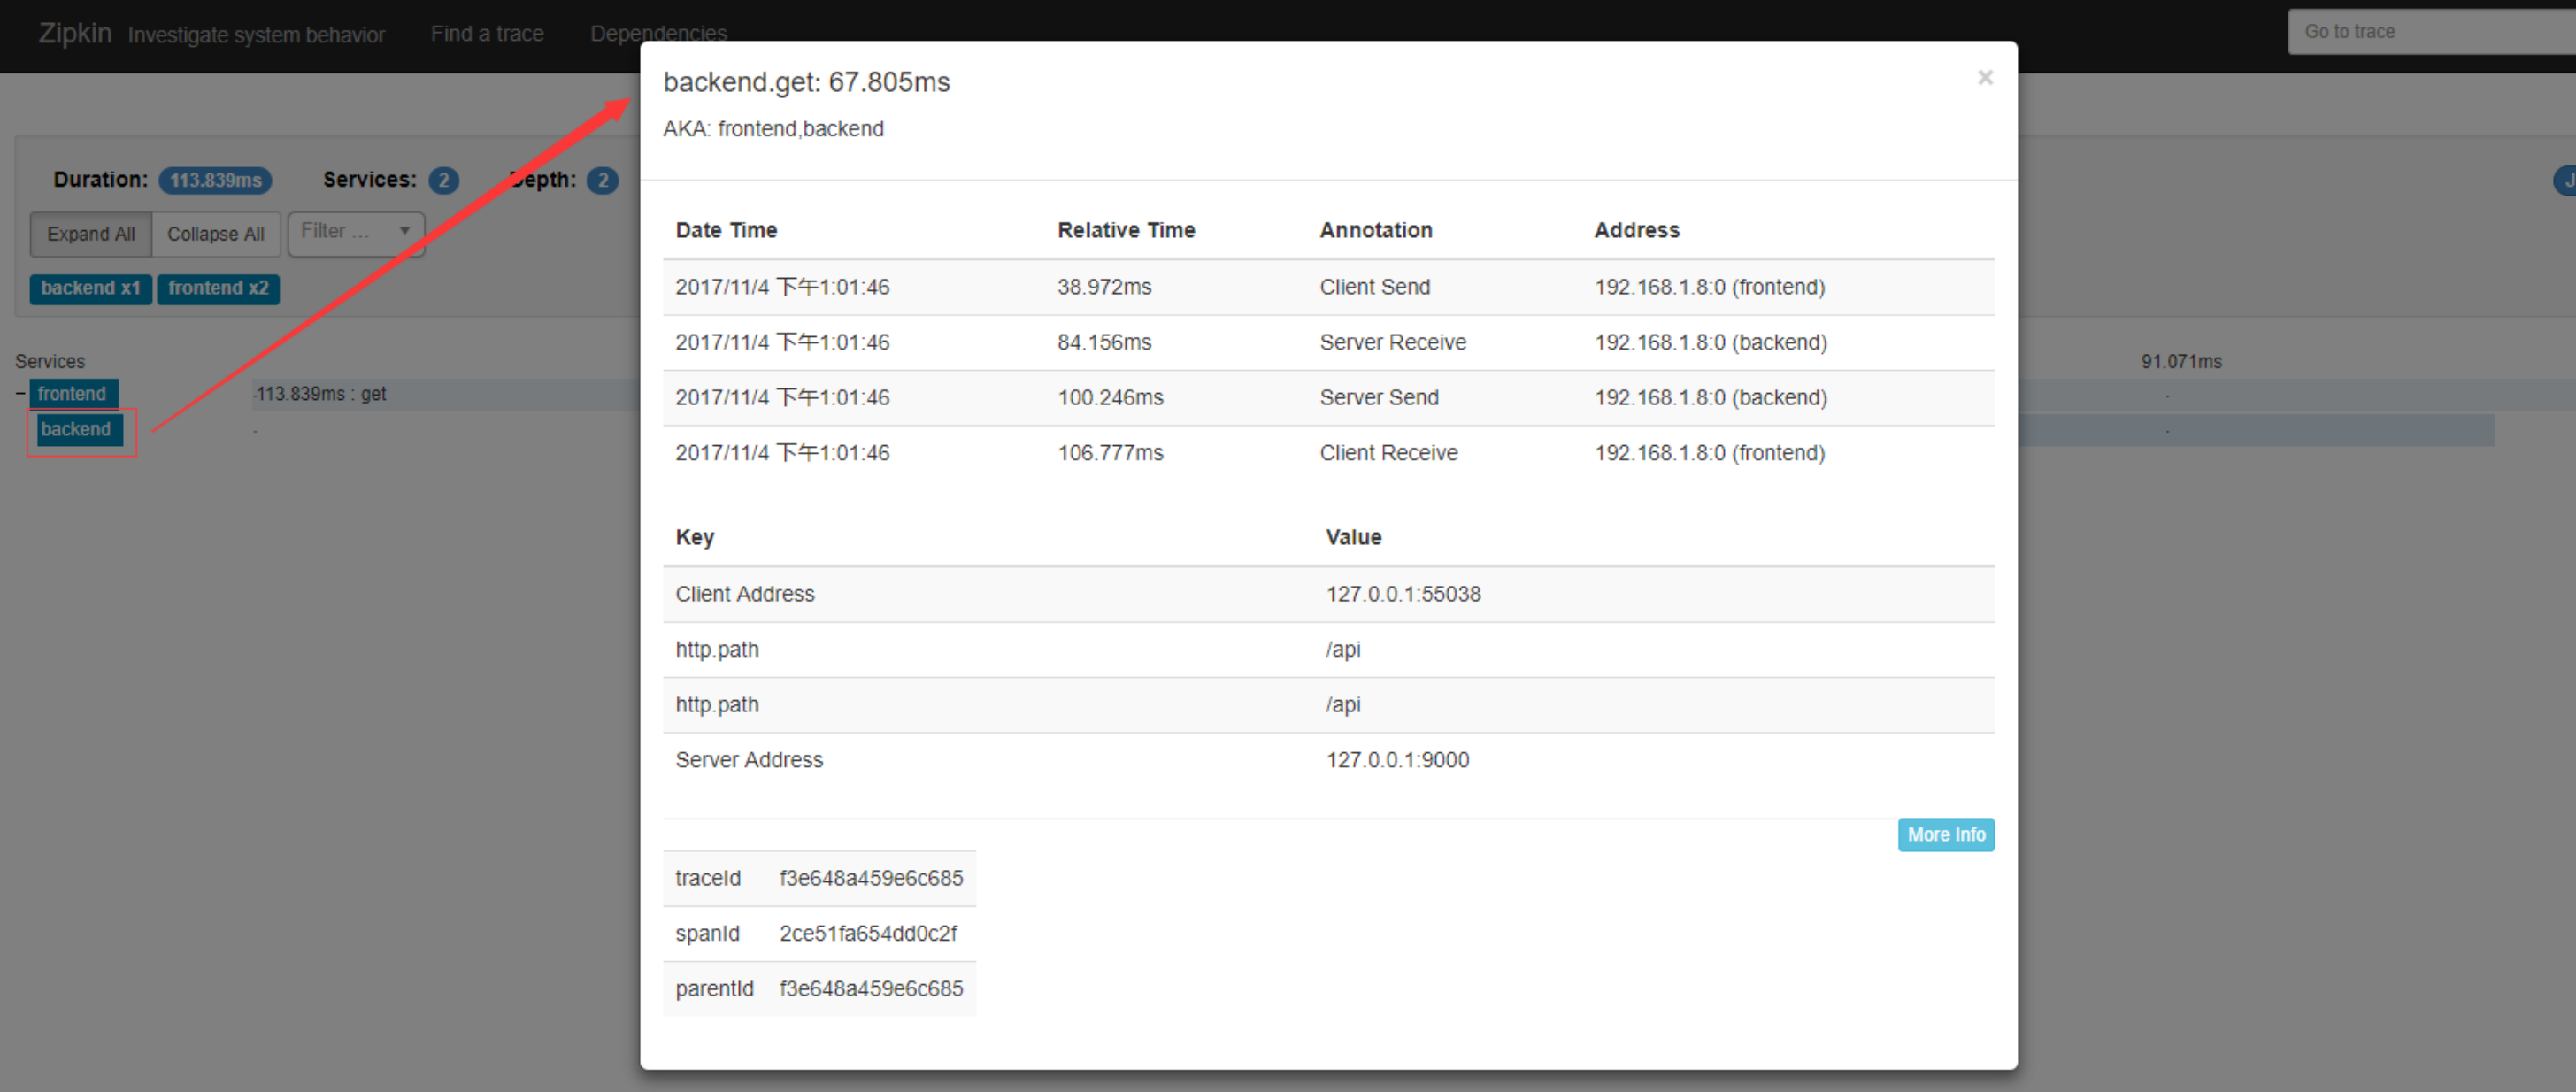 Zipkin Investigate system behavior Find a trace Dependencies Go to trace
backend.get: 67.805ms ×
AKA: frontend,backend
Duration: 113.839ms Services: 2 Depth: 2 J
Expand All Collapse All Filter ...
backend x1 frontend x2
Date Time Relative Time Annotation Address
2017/11/4 下午1:01:46 38.972ms Client Send 192.168.1.8:0 (frontend)
2017/11/4 下午1:01:46 84.156ms Server Receive 192.168.1.8:0 (backend)
2017/11/4 下午1:01:46 100.246ms Server Send 192.168.1.8:0 (backend)
2017/11/4 下午1:01:46 106.777ms Client Receive 192.168.1.8:0 (frontend)
Services 91.071ms
frontend 113.839ms : get
backend
Key Value
Client Address 127.0.0.1:55038
http.path /api
http.path /api
Server Address 127.0.0.1:9000
More Info
traceId f3e648a459e6c685
spanId 2ce51fa654dd0c2f
parentId f3e648a459e6c685